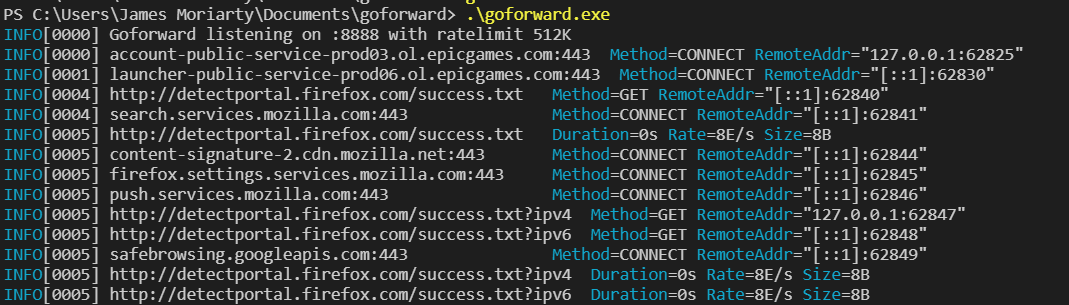 PS C:\Users\James Moriarty\Documents\goforward> .\goforward.exe
INFO[0000] Goforward listening on :8888 with ratelimit 512K
INFO[0000] account-public-service-prod03.ol.epicgames.com:443  Method=CONNECT RemoteAddr="127.0.0.1:62825"
INFO[0001] launcher-public-service-prod06.ol.epicgames.com:443  Method=CONNECT RemoteAddr="[::1]:62830"
INFO[0004] http://detectportal.firefox.com/success.txt   Method=GET RemoteAddr="[::1]:62840"
INFO[0004] search.services.mozilla.com:443               Method=CONNECT RemoteAddr="[::1]:62841"
INFO[0005] http://detectportal.firefox.com/success.txt   Duration=0s Rate=8E/s Size=8B
INFO[0005] content-signature-2.cdn.mozilla.net:443       Method=CONNECT RemoteAddr="[::1]:62844"
INFO[0005] firefox.settings.services.mozilla.com:443     Method=CONNECT RemoteAddr="[::1]:62845"
INFO[0005] push.services.mozilla.com:443                 Method=CONNECT RemoteAddr="[::1]:62846"
INFO[0005] http://detectportal.firefox.com/success.txt?ipv4  Method=GET RemoteAddr="127.0.0.1:62847"
INFO[0005] http://detectportal.firefox.com/success.txt?ipv6  Method=GET RemoteAddr="[::1]:62848"
INFO[0005] safebrowsing.googleapis.com:443               Method=CONNECT RemoteAddr="[::1]:62849"
INFO[0005] http://detectportal.firefox.com/success.txt?ipv4  Duration=0s Rate=8E/s Size=8B
INFO[0005] http://detectportal.firefox.com/success.txt?ipv6  Duration=0s Rate=8E/s Size=8B